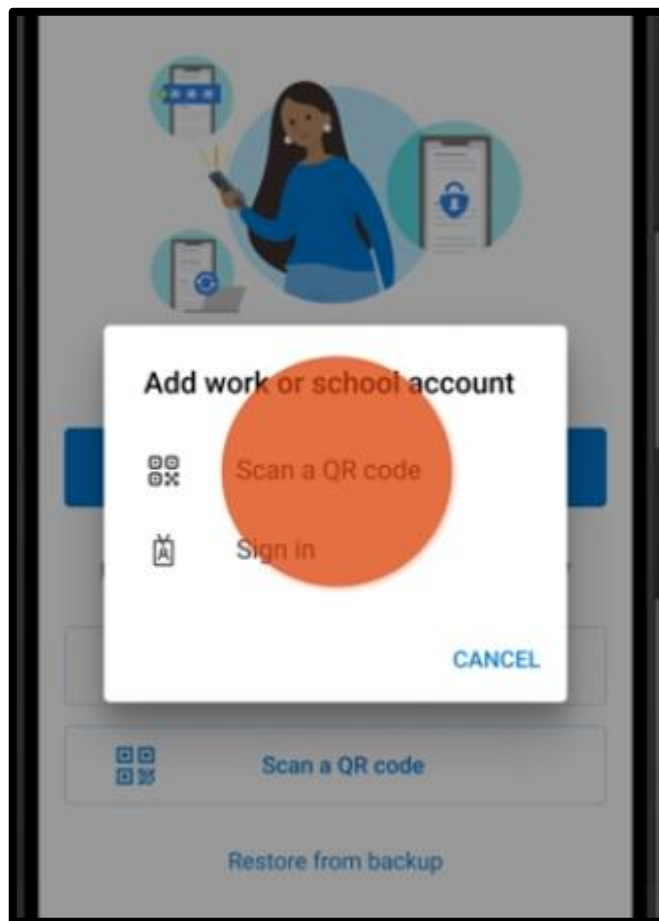 Add work or school account
Scan a QR code
Sign in
CANCEL
Scan a QR code
Restore from backup